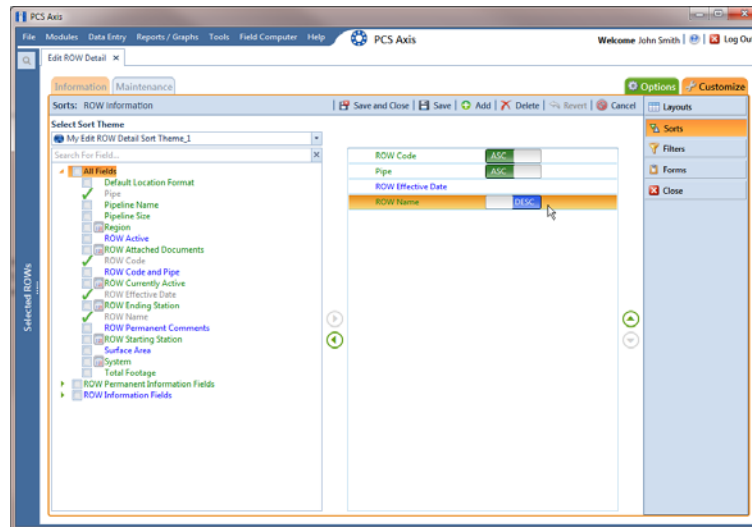 PCS Axis
File Modules Data Entry Reports / Graphs Tools Field Computer Help PCS Axis Welcome John Smith | | Log Ou
Edit ROW Detail
Information Maintenance Options Customize
Sorts: ROW Information | Save and Close | Save | Add | Delete | Revert | Cancel
Layouts
Sorts
Filters
Forms
Close
Select Sort Theme
My Edit ROW Detail Sort Theme_1
Search For Field...
All Fields
Default Location Format
Pipe
Pipeline Name
Pipeline Size
Region
ROW Active
ROW Attached Documents
ROW Code
ROW Code and Pipe
ROW Currently Active
ROW Effective Date
ROW Ending Station
ROW Name
ROW Permanent Comments
ROW Starting Station
Surface Area
System
Total Footage
ROW Permanent Information Fields
ROW Information Fields
ROW Code ASC
Pipe ASC
ROW Effective Date
ROW Name DESC
Selected ROWs